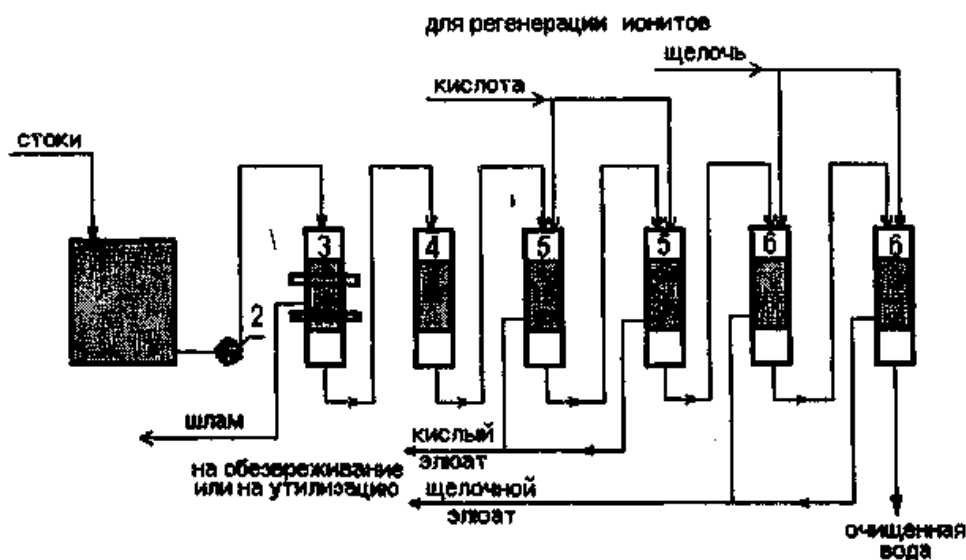 для регенерации ионитов
щелочь
кислота
стоки
3
4
5
5
6
6
2
шлам
кислый
элюат
на обезвреживание
или на утилизацию
щелочной
элюат
очищенная
вода